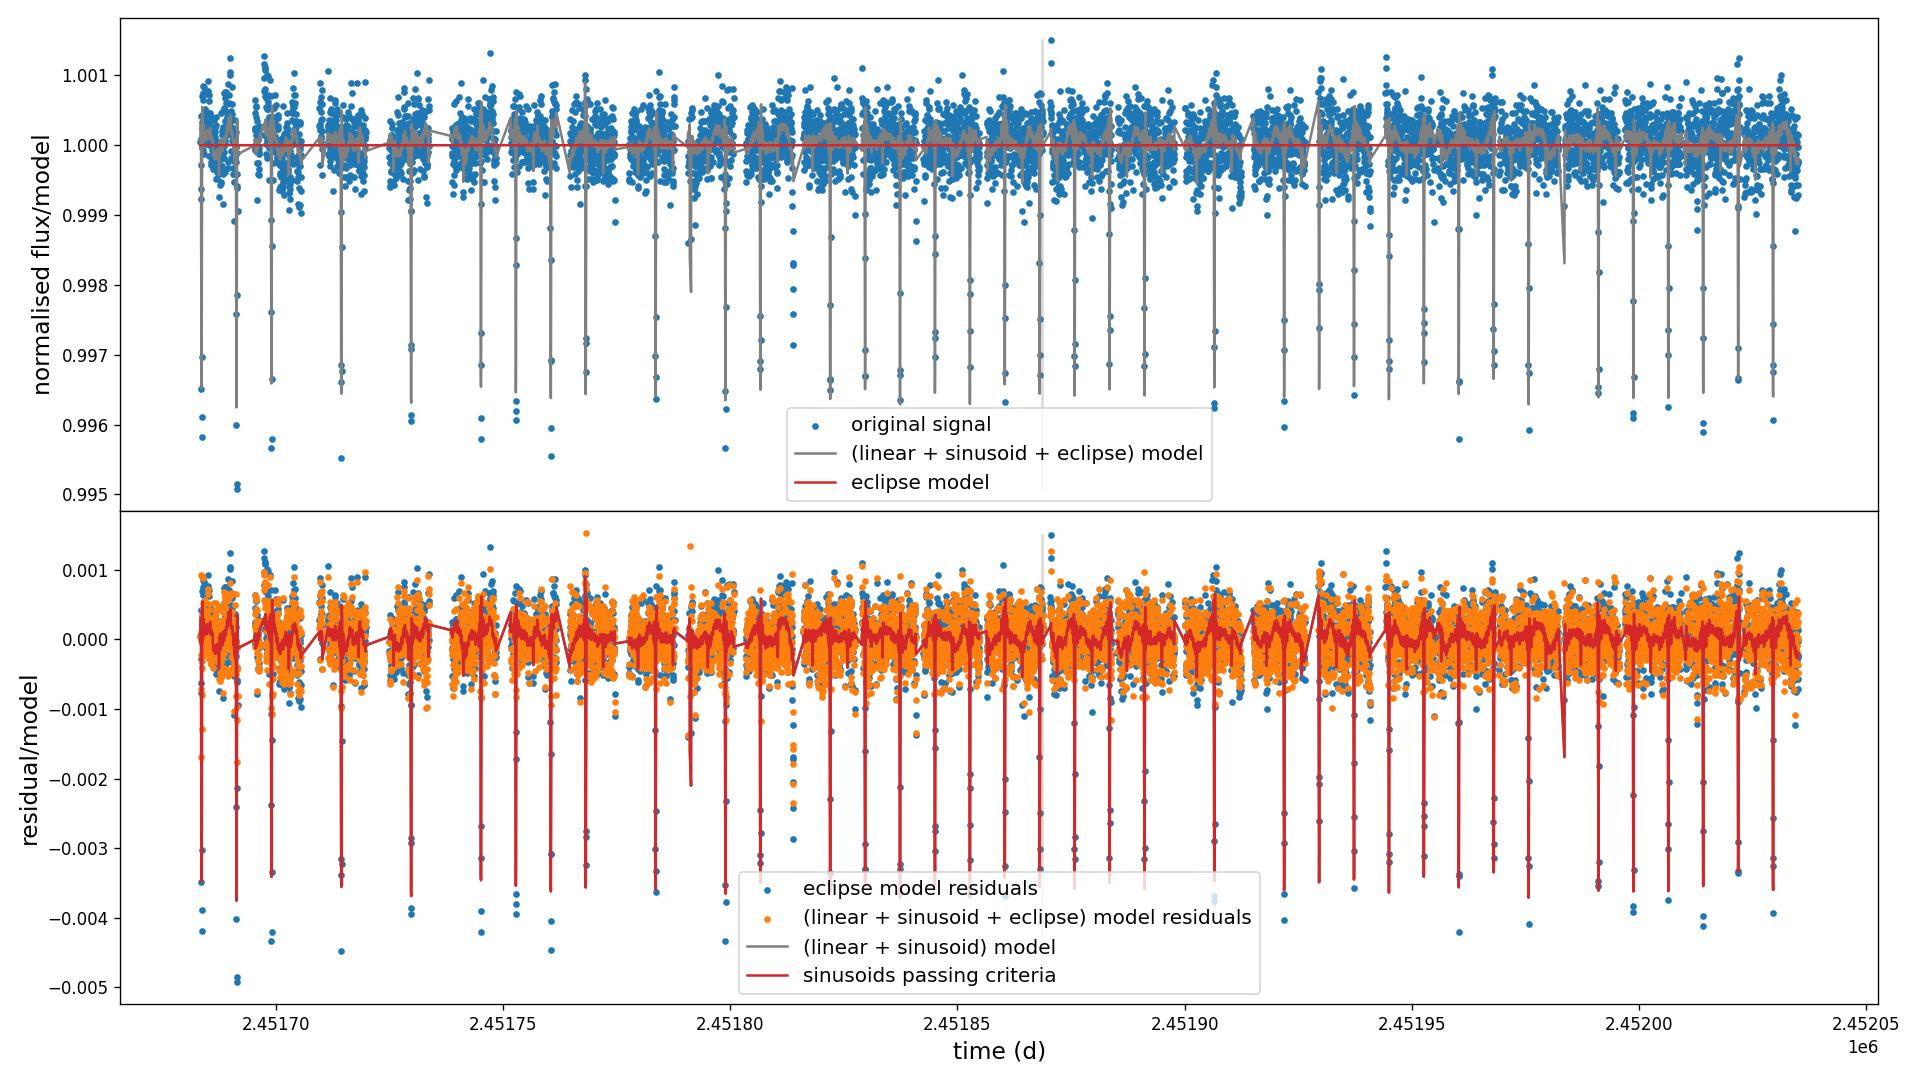 normalised flux/model
1.001
1.000
0.999
0.998
0.997
0.996
0.995
original signal
(linear + sinusoid + eclipse) model
eclipse model
residual/model
0.001
0.000
−0.001
−0.002
−0.003
−0.004
−0.005
eclipse model residuals
(linear + sinusoid + eclipse) model residuals
(linear + sinusoid) model
sinusoids passing criteria
2.45170 2.45175 2.45180 2.45185 2.45190 2.45195 2.45200 2.45205
1e6
time (d)